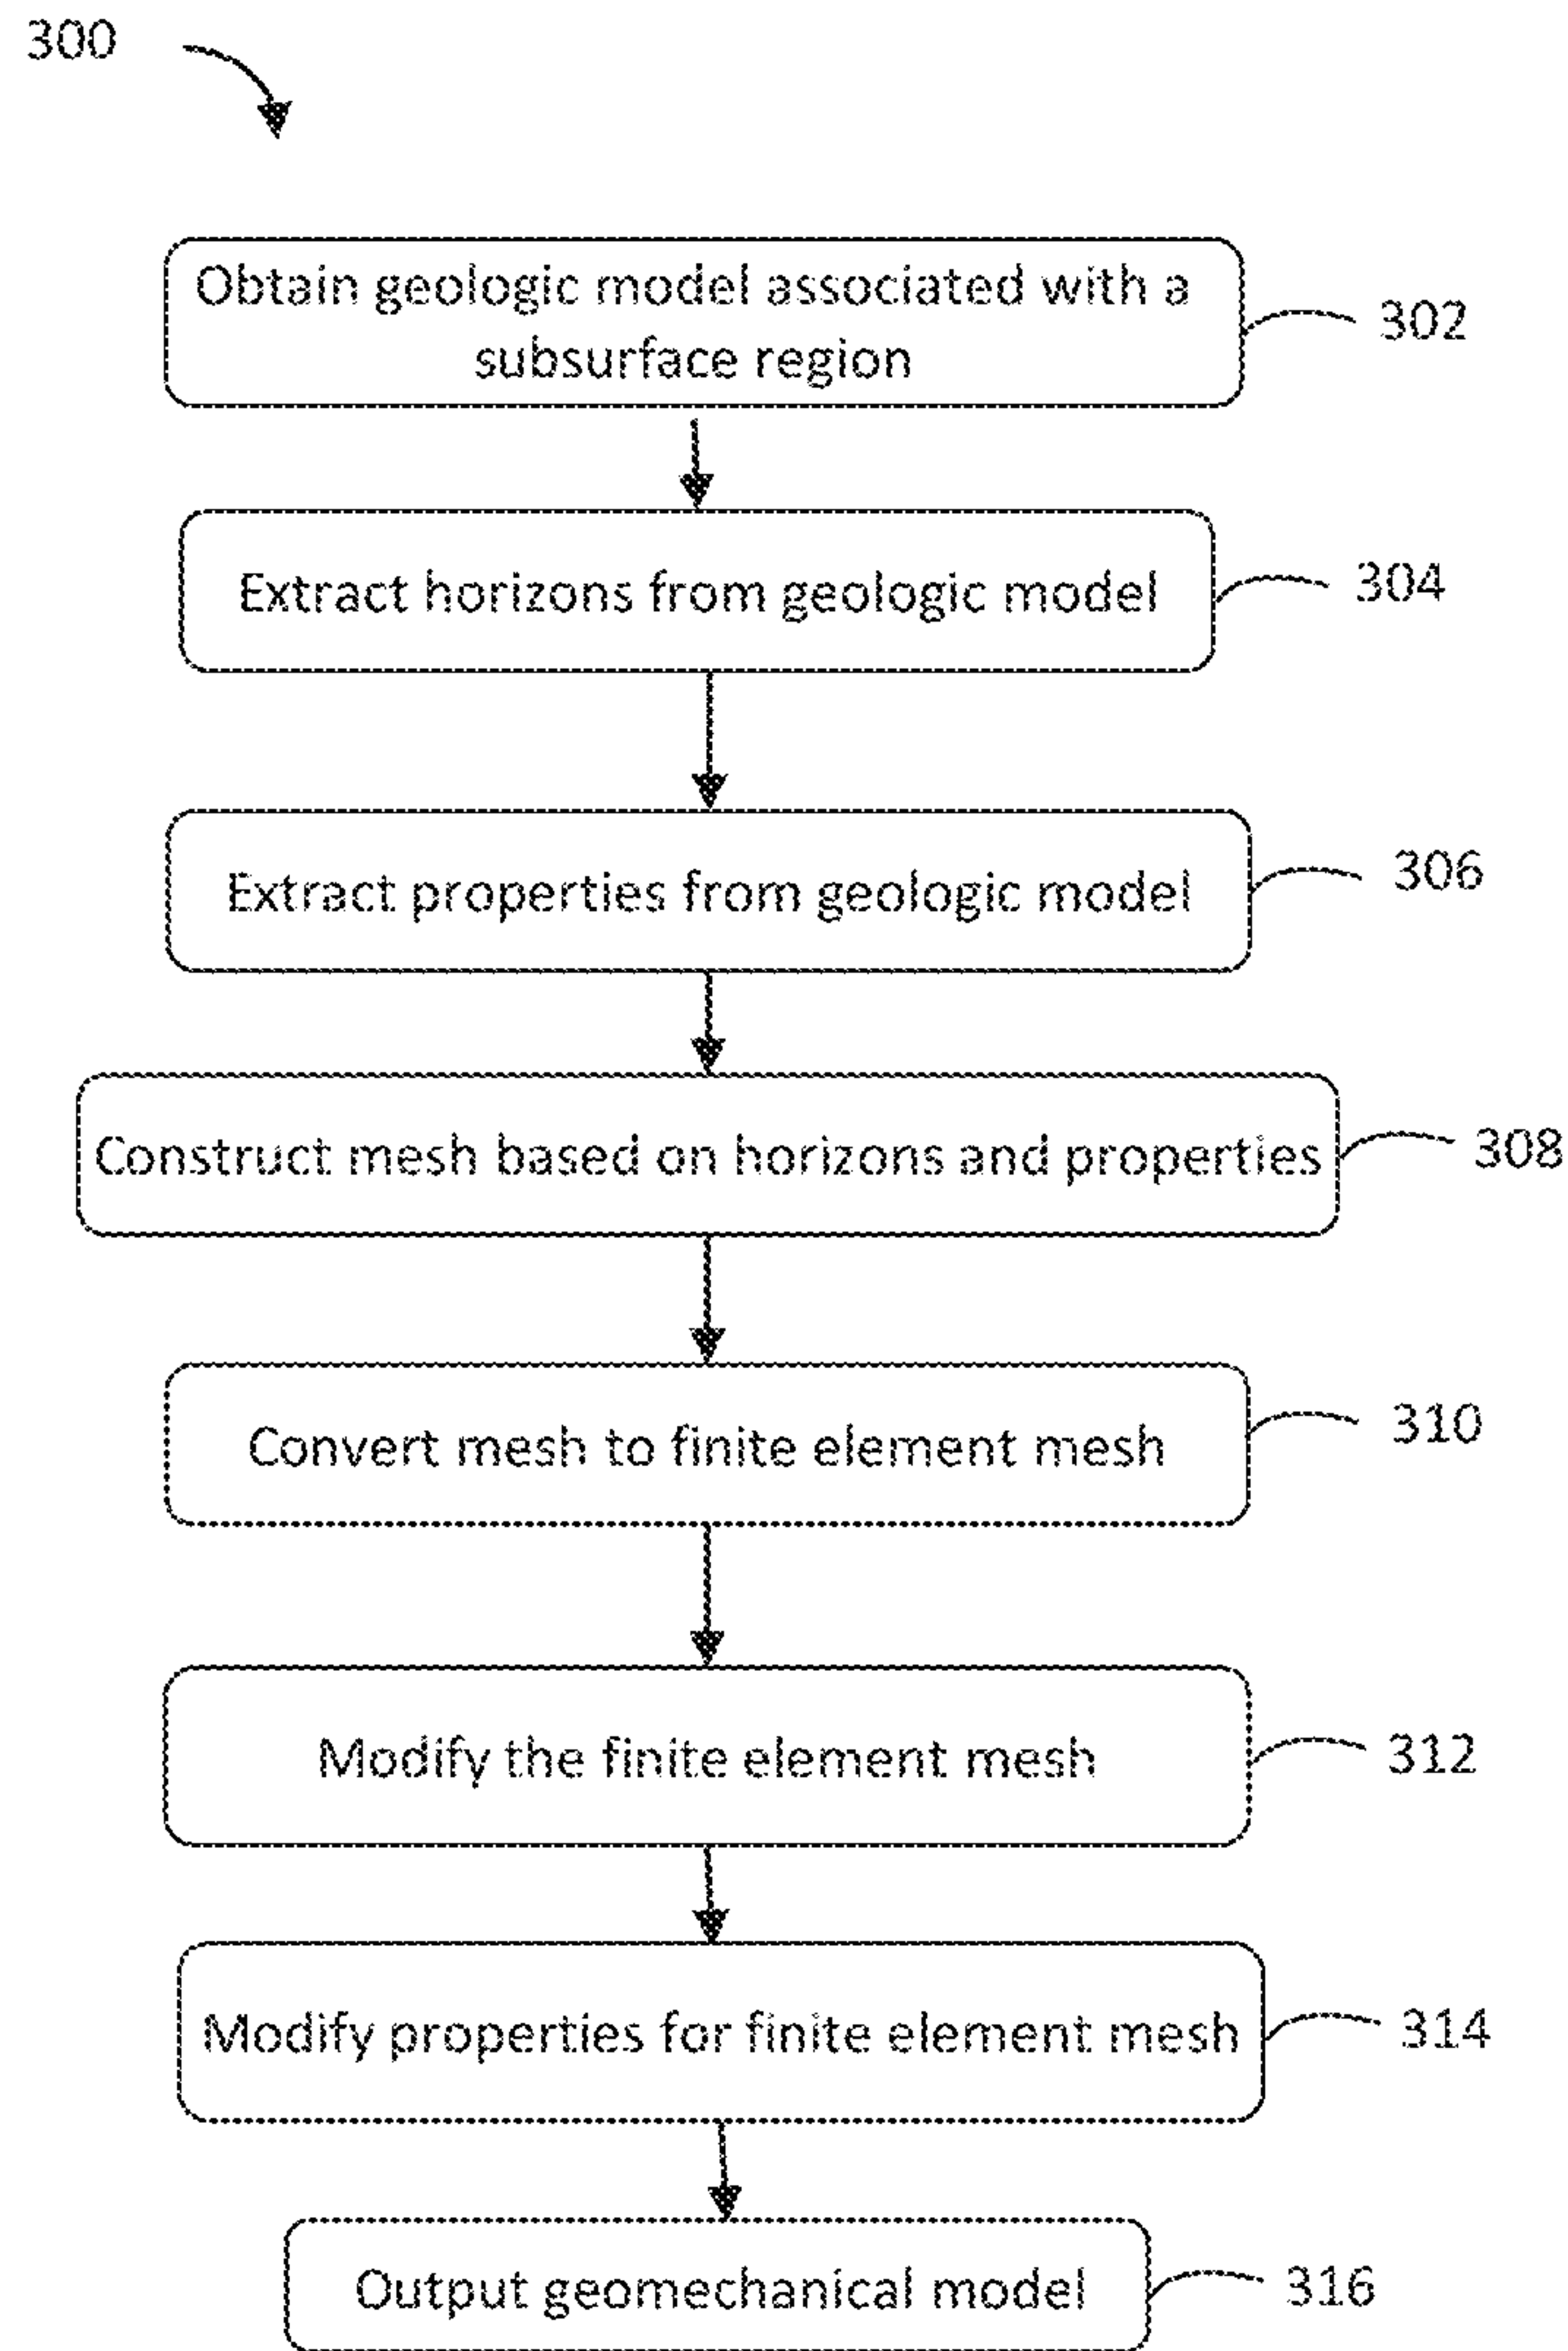 300
Obtain geologic model associated with a
subsurface region
302
Extract horizons from geologic model
304
Extract properties from geologic model
306
Construct mesh based on horizons and properties
308
Convert mesh to finite element mesh
310
Modify the finite element mesh
312
Modify properties for finite element mesh
314
Output geomechanical model
316